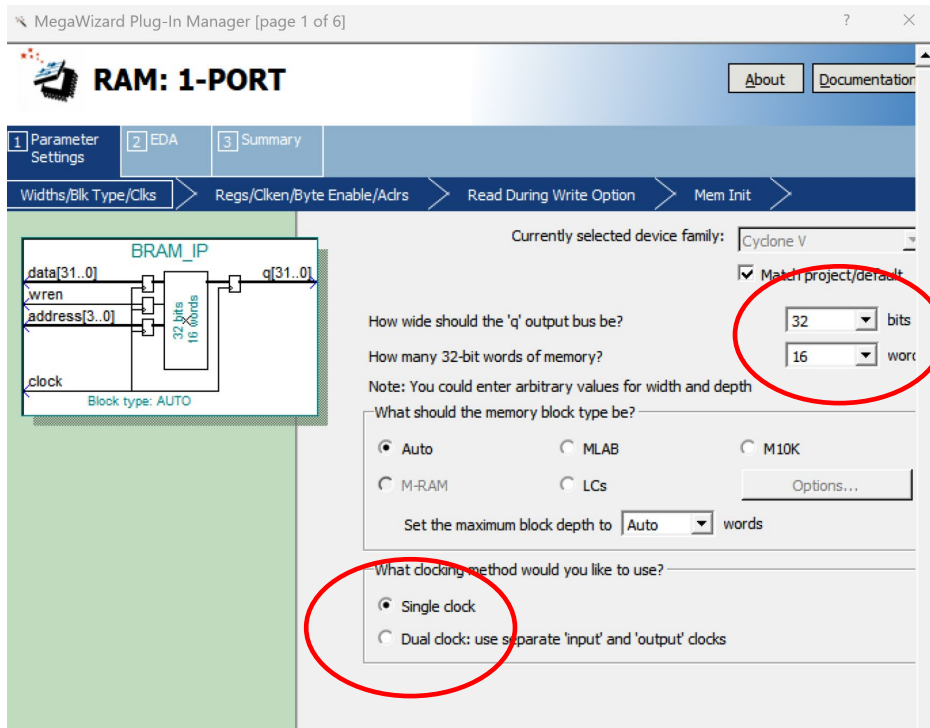 MegaWizard Plug-In Manager [page 1 of 6]
? ×
RAM: 1-PORT
About Documentation
1 Parameter Settings
2 EDA
3 Summary
Widths/Blk Type/Clks
Regs/Clken/Byte Enable/Aclrs
Read During Write Option
Mem Init
BRAM_IP
data[31..0]
q[31..0]
wren
address[3..0]
32 bits
16 words
clock
Block type: AUTO
Currently selected device family: Cyclone V
Match project/default
How wide should the 'q' output bus be? 32 bits
How many 32-bit words of memory? 16 word
Note: You could enter arbitrary values for width and depth
What should the memory block type be?
Auto MLAB M10K
M-RAM LCs Options...
Set the maximum block depth to Auto words
What clocking method would you like to use?
Single clock
Dual clock: use separate 'input' and 'output' clocks